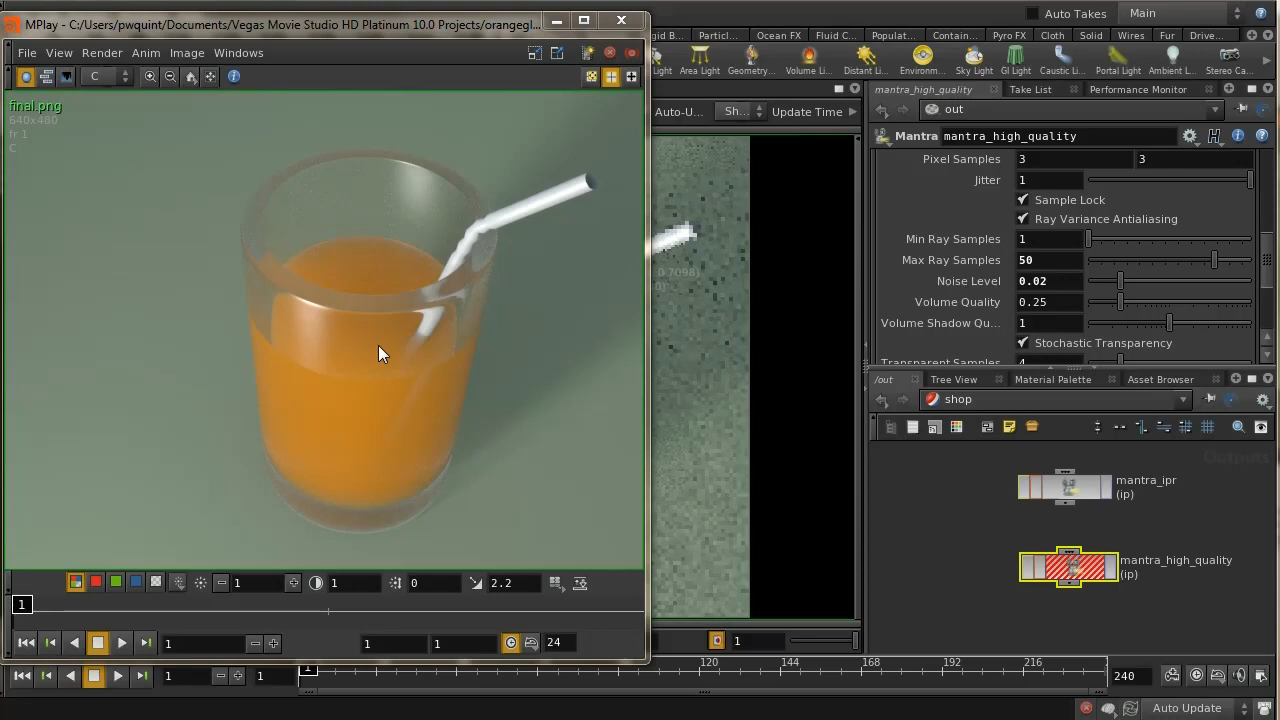 MPlay - C:/Users/pwquint/Documents/Vegas Movie Studio HD Platinum 10.0 Projects/orangegl...
File View Render Anim Image Windows
C
final.png
640x480
fr 1
C
1 1 0 2.2
1
1 1 1 24
Auto Takes Main
Particl... Ocean FX Fluid C... Populat... Contain... Pyro FX Cloth Solid Wires Fur Drive...
Light Area Light Geometry... Volume Li... Distant Li... Environm... Sky Light GI Light Caustic Li... Portal Light Ambient L... Stereo Ca...
Auto-U... Sh... Update Time
0.7098)
1
mantra_high_quality Take List Performance Monitor
out
Mantra mantra_high_quality
Pixel Samples 3 3
Jitter 1
Sample Lock
Ray Variance Antialiasing
Min Ray Samples 1
Max Ray Samples 50
Noise Level 0.02
Volume Quality 0.25
Volume Shadow Qu... 1
Stochastic Transparency
Transparent Samples 4
/out Tree View Material Palette Asset Browser
shop
Outputs
mantra_ipr
(ip)
mantra_high_quality
(ip)
1 1 1 120 144 168 192 216 240
Auto Update